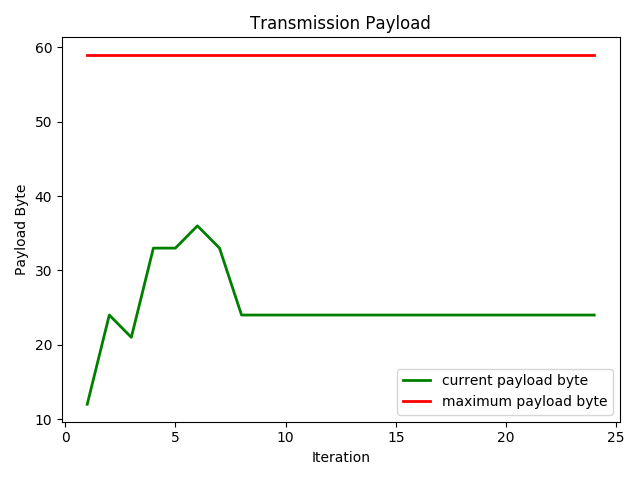 Transmission Payload
60
50
40
30
20
10
Payload Byte
0
5
10
15
20
25
Iteration
current payload byte
maximum payload byte